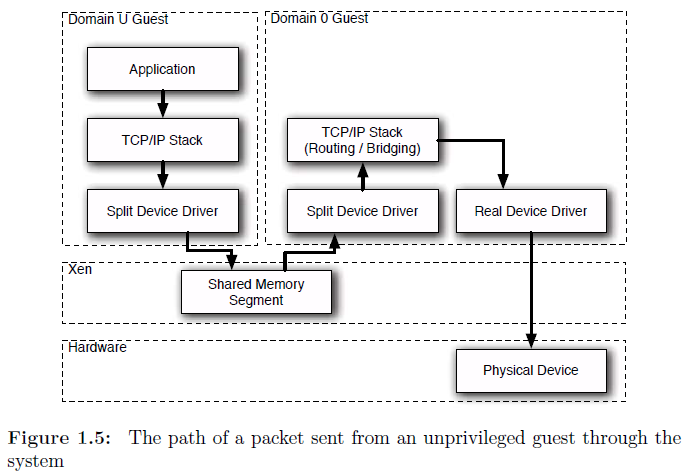 Domain U Guest
Domain 0 Guest
Application
TCP/IP Stack
TCP/IP Stack
(Routing / Bridging)
Split Device Driver
Split Device Driver
Real Device Driver
Xen
Shared Memory
Segment
Hardware
Physical Device
Figure 1.5: The path of a packet sent from an unprivileged guest through the
system